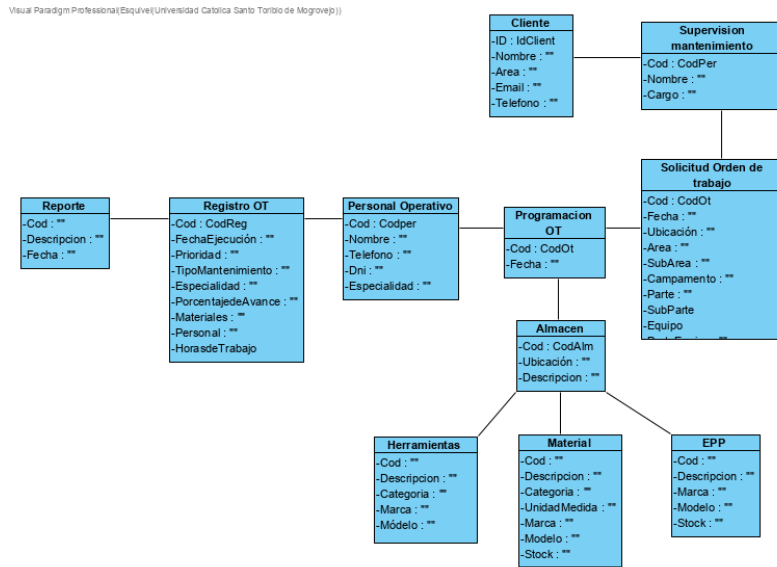 Visual Paradigm Professional(Esquivel(Universidad Catolica Santo Toribio de Mogrovejo))
Cliente
-ID : IdClient
-Nombre : ""
-Area : ""
-Email : ""
-Telefono : ""
Supervision
mantenimiento
-Cod : CodPer
-Nombre : ""
-Cargo : ""
Reporte
-Cod : ""
-Descripcion : ""
-Fecha : ""
Registro OT
-Cod : CodReg
-FechaEjecución : ""
-Prioridad : ""
-TipoMantenimiento : ""
-Especialidad : ""
-PorcentajedeAvance : ""
-Materiales : ""
-Personal : ""
-HorasdeTrabajo
Personal Operativo
-Cod : Codper
-Nombre : ""
-Telefono : ""
-Dni : ""
-Especialidad : ""
Programacion
OT
-Cod : CodOt
-Fecha : ""
Solicitud Orden de
trabajo
-Cod : CodOt
-Fecha : ""
-Ubicación : ""
-Area : ""
-SubArea : ""
-Campamento : ""
-Parte : ""
-SubParte
-Equipo
Almacen
-Cod : CodAlm
-Ubicación : ""
-Descripcion : ""
Herramientas
-Cod : ""
-Descripcion : ""
-Categoria : ""
-Marca : ""
-Módelo : ""
Material
-Cod : ""
-Descripcion : ""
-Categoria : ""
-UnidadMedida : ""
-Marca : ""
-Modelo : ""
-Stock : ""
EPP
-Cod : ""
-Descripcion : ""
-Marca : ""
-Modelo : ""
-Stock : ""